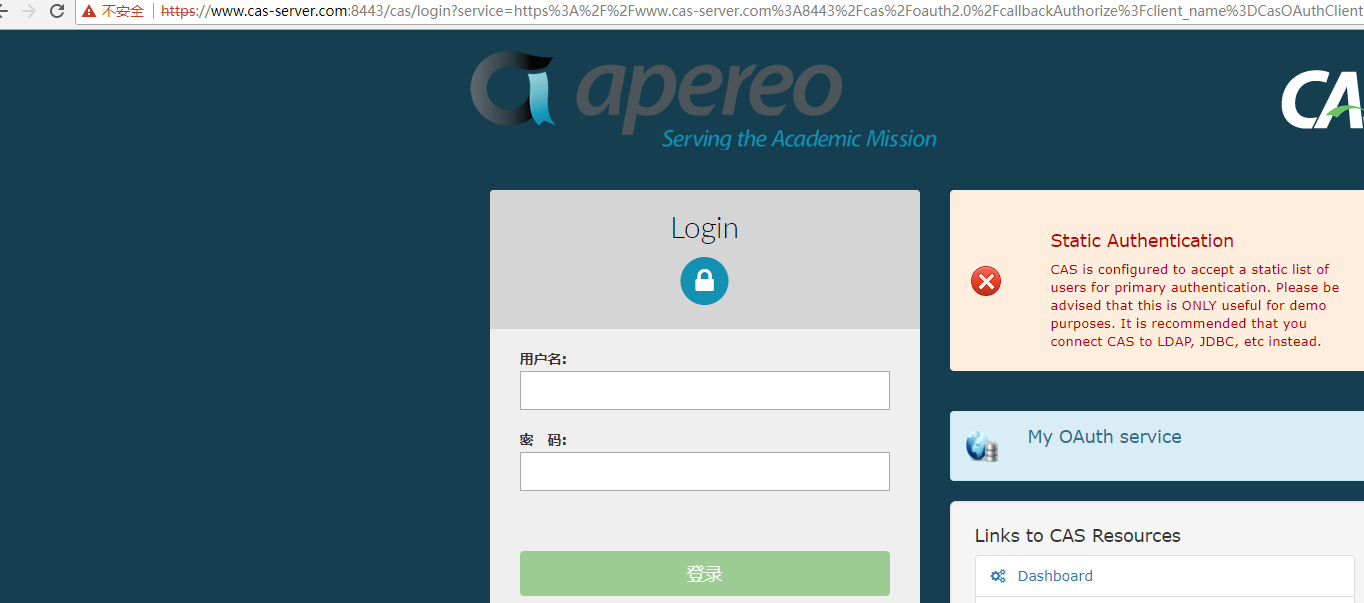 不安全 https://www.cas-server.com:8443/cas/login?service=https%3A%2F%2Fwww.cas-server.com%3A8443%2Fcas%2Foauth2.0%2FcallbackAuthorize%3Fclient_name%3DCasOAuthClient
apereo
Serving the Academic Mission
CA
Login
用户名:
密 码:
登录
Static Authentication
CAS is configured to accept a static list of
users for primary authentication. Please be
advised that this is ONLY useful for demo
purposes. It is recommended that you
connect CAS to LDAP, JDBC, etc instead.
My OAuth service
Links to CAS Resources
Dashboard